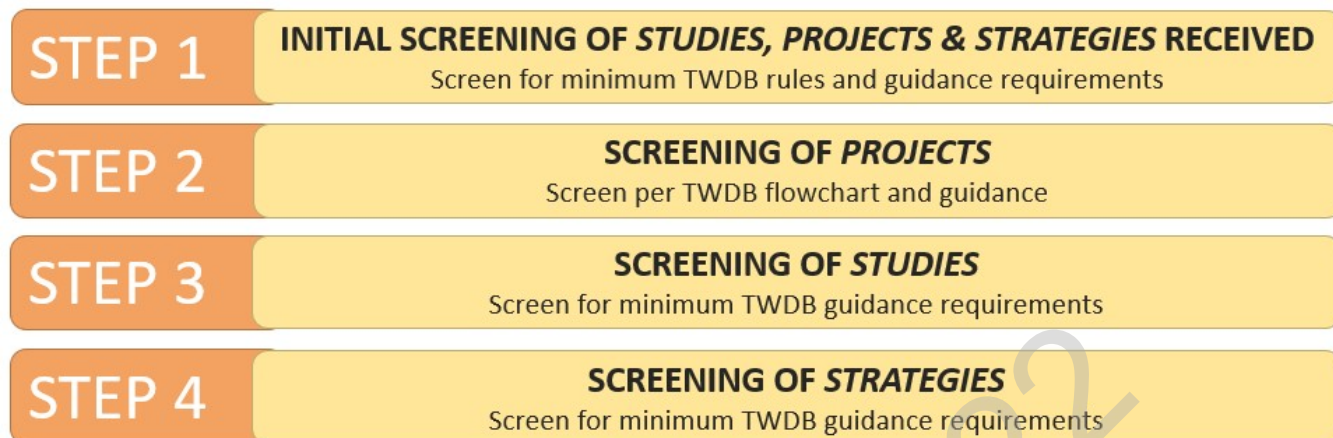 STEP 1
INITIAL SCREENING OF STUDIES, PROJECTS & STRATEGIES RECEIVED
Screen for minimum TWDB rules and guidance requirements
STEP 2
SCREENING OF PROJECTS
Screen per TWDB flowchart and guidance
STEP 3
SCREENING OF STUDIES
Screen for minimum TWDB guidance requirements
STEP 4
SCREENING OF STRATEGIES
Screen for minimum TWDB guidance requirements